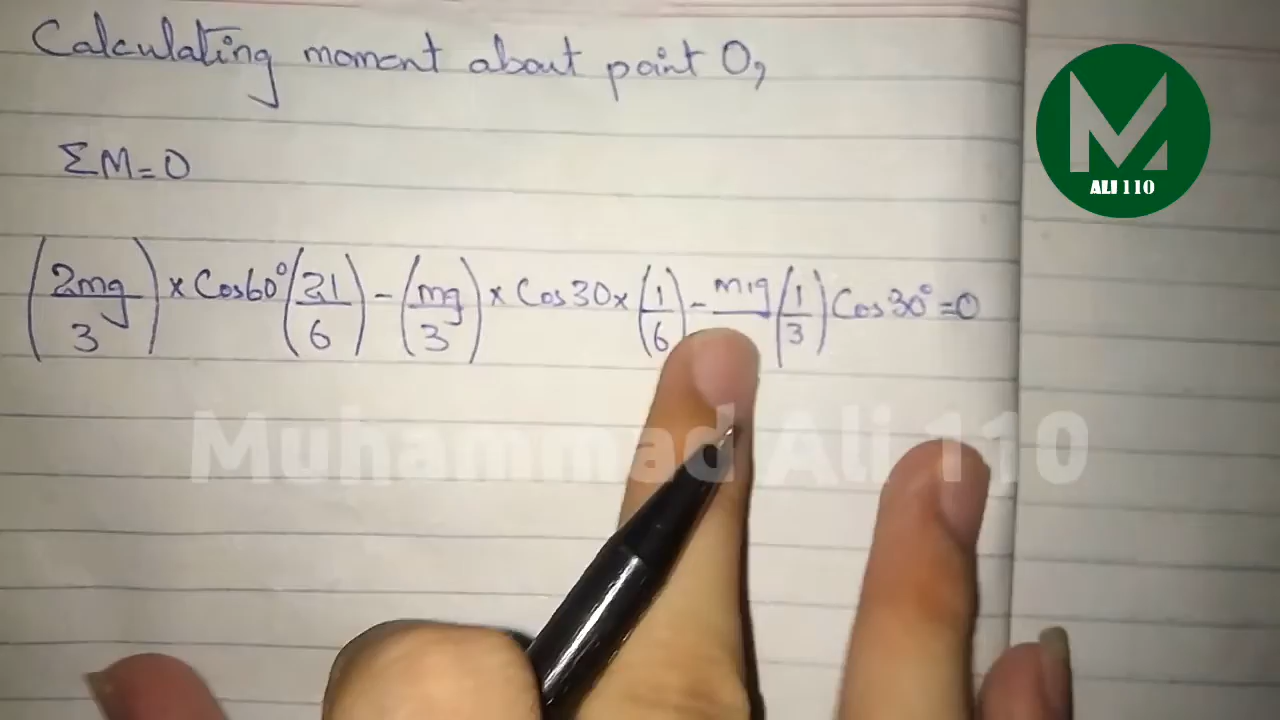 Calculating moment about point O,
ΣM=0
(2mg/3) × Cos60° (2l/6) - (mg/3) × Cos30 × (l/6) - m1g (l/3) Cos30° =0
M
ALI 110
Muhammad Ali 110